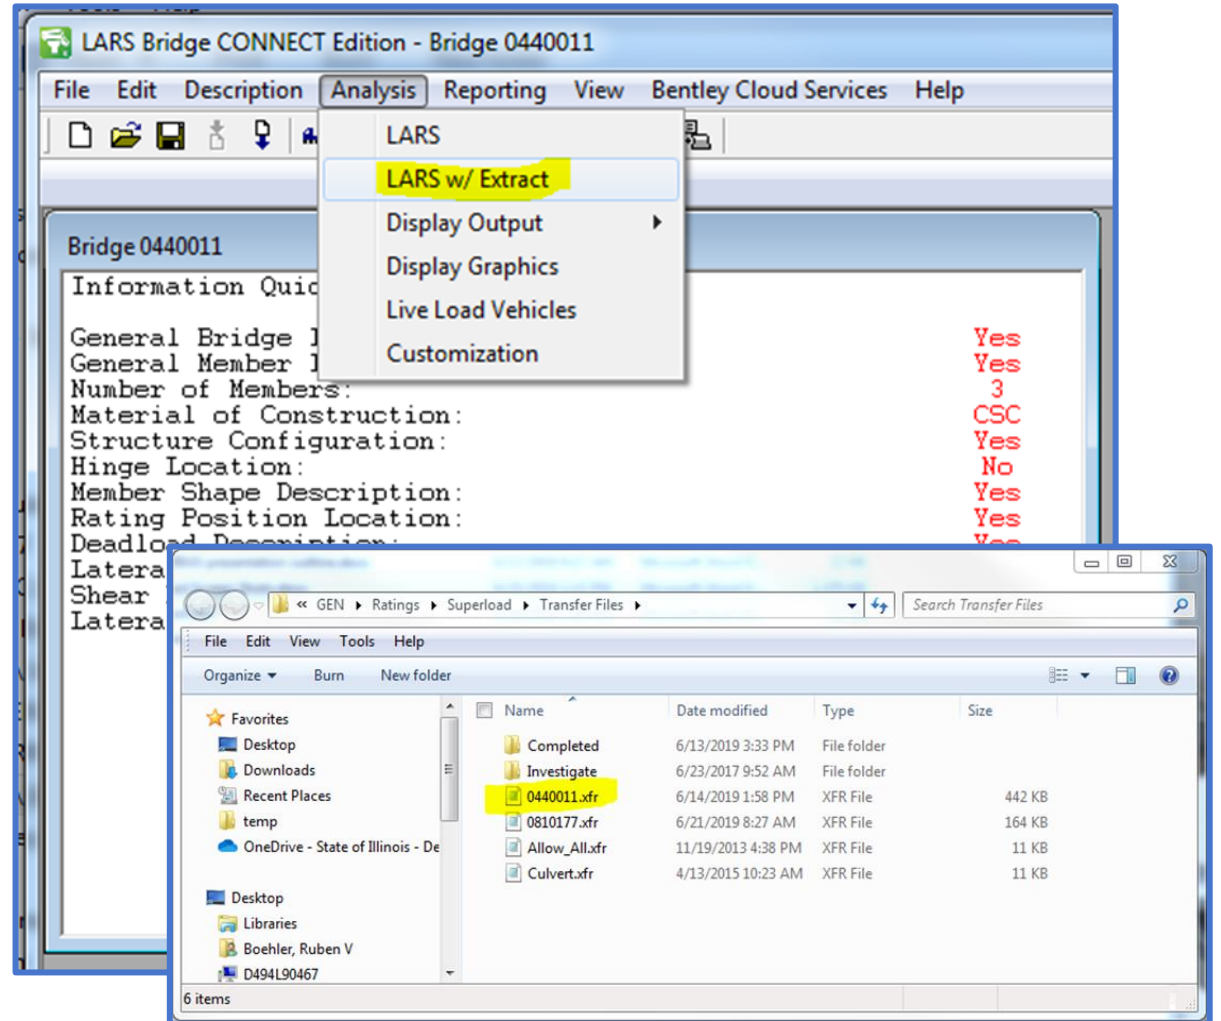 LARS Bridge CONNECT Edition - Bridge 0440011
File Edit Description Analysis Reporting View Bentley Cloud Services Help
LARS
LARS w/ Extract
Display Output
Display Graphics
Live Load Vehicles
Customization
Bridge 0440011
Information Quic
General Bridge Yes
General Member Yes
Number of Members: 3
Material of Construction: CSC
Structure Configuration: Yes
Hinge Location: No
Member Shape Description: Yes
Rating Position Location: Yes
Deadload Description: Yes
Latera
Shear
Latera
« GEN Ratings Superload Transfer Files
Search Transfer Files
File Edit View Tools Help
Organize Burn New folder
Name Date modified Type Size
Favorites
Desktop
Downloads
Recent Places
temp
OneDrive - State of Illinois - De
Desktop
Libraries
Boehler, Ruben V
D494L90467
Completed 6/13/2019 3:33 PM File folder
Investigate 6/23/2017 9:52 AM File folder
0440011.xfr 6/14/2019 1:58 PM XFR File 442 KB
0810177.xfr 6/21/2019 8:27 AM XFR File 164 KB
Allow_All.xfr 11/19/2013 4:38 PM XFR File 11 KB
Culvert.xfr 4/13/2015 10:23 AM XFR File 11 KB
6 items